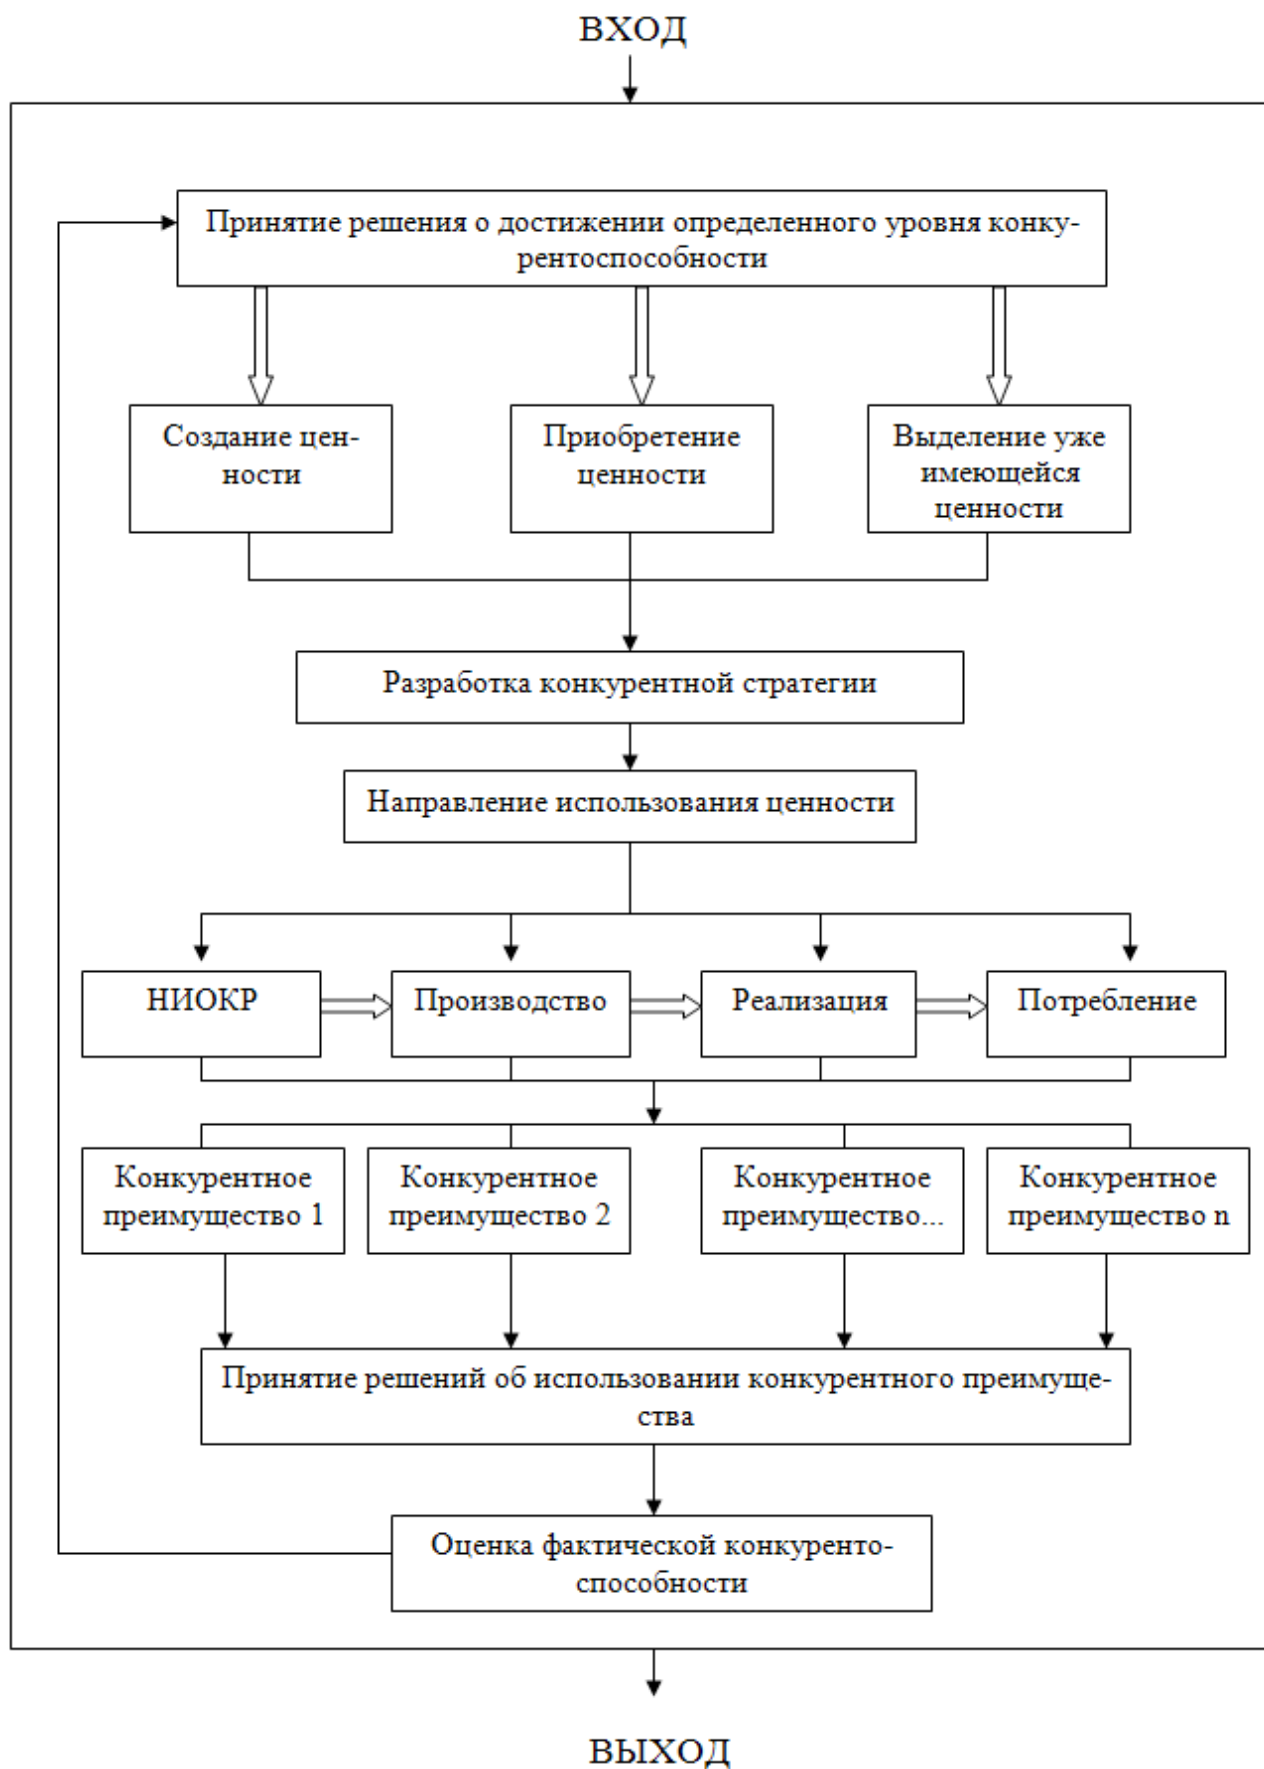 ВХОД
Принятие решения о достижении определенного уровня конку-
рентоспособности
Создание цен-
ности
Приобретение
ценности
Выделение уже
имеющейся
ценности
Разработка конкурентной стратегии
Направление использования ценности
НИОКР
Производство
Реализация
Потребление
Конкурентное
преимущество 1
Конкурентное
преимущество 2
Конкурентное
преимущество...
Конкурентное
преимущество n
Принятие решений об использовании конкурентного преимуще-
ства
Оценка фактической конкуренто-
способности
ВЫХОД